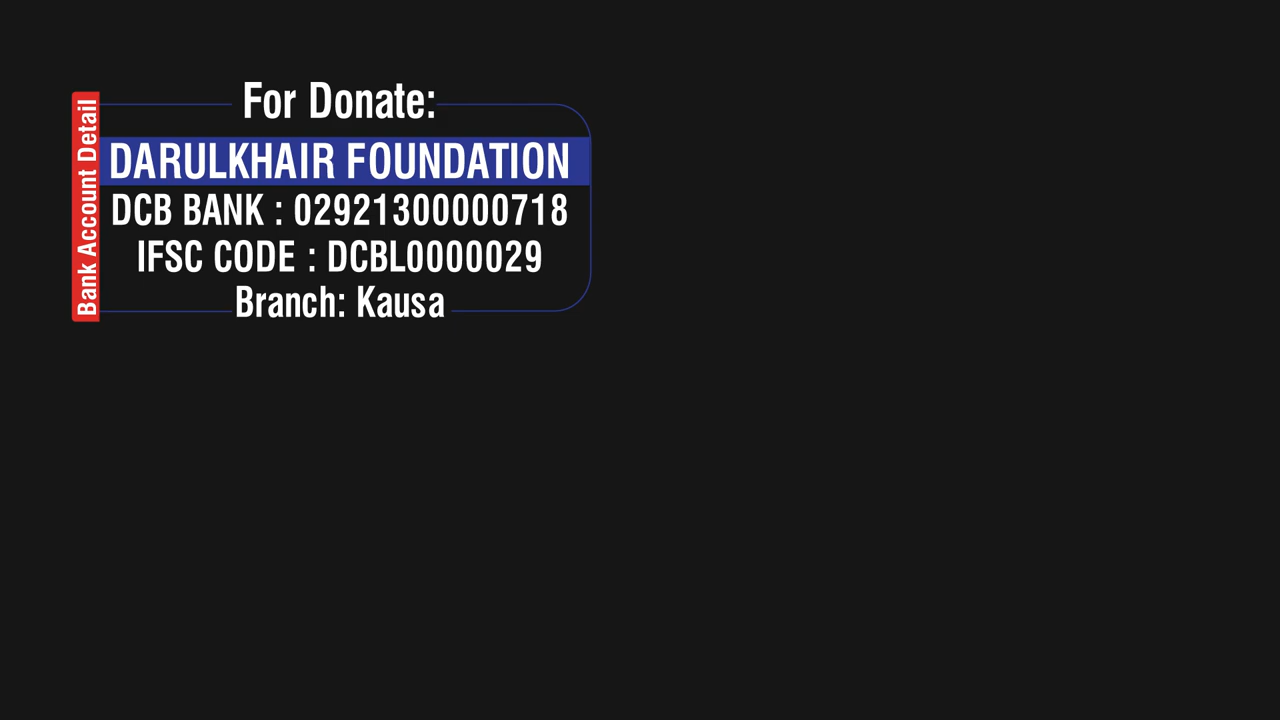 For Donate:
Bank Account Detail
DARULKHAIR FOUNDATION
DCB BANK : 02921300000718
IFSC CODE : DCBL0000029
Branch: Kausa